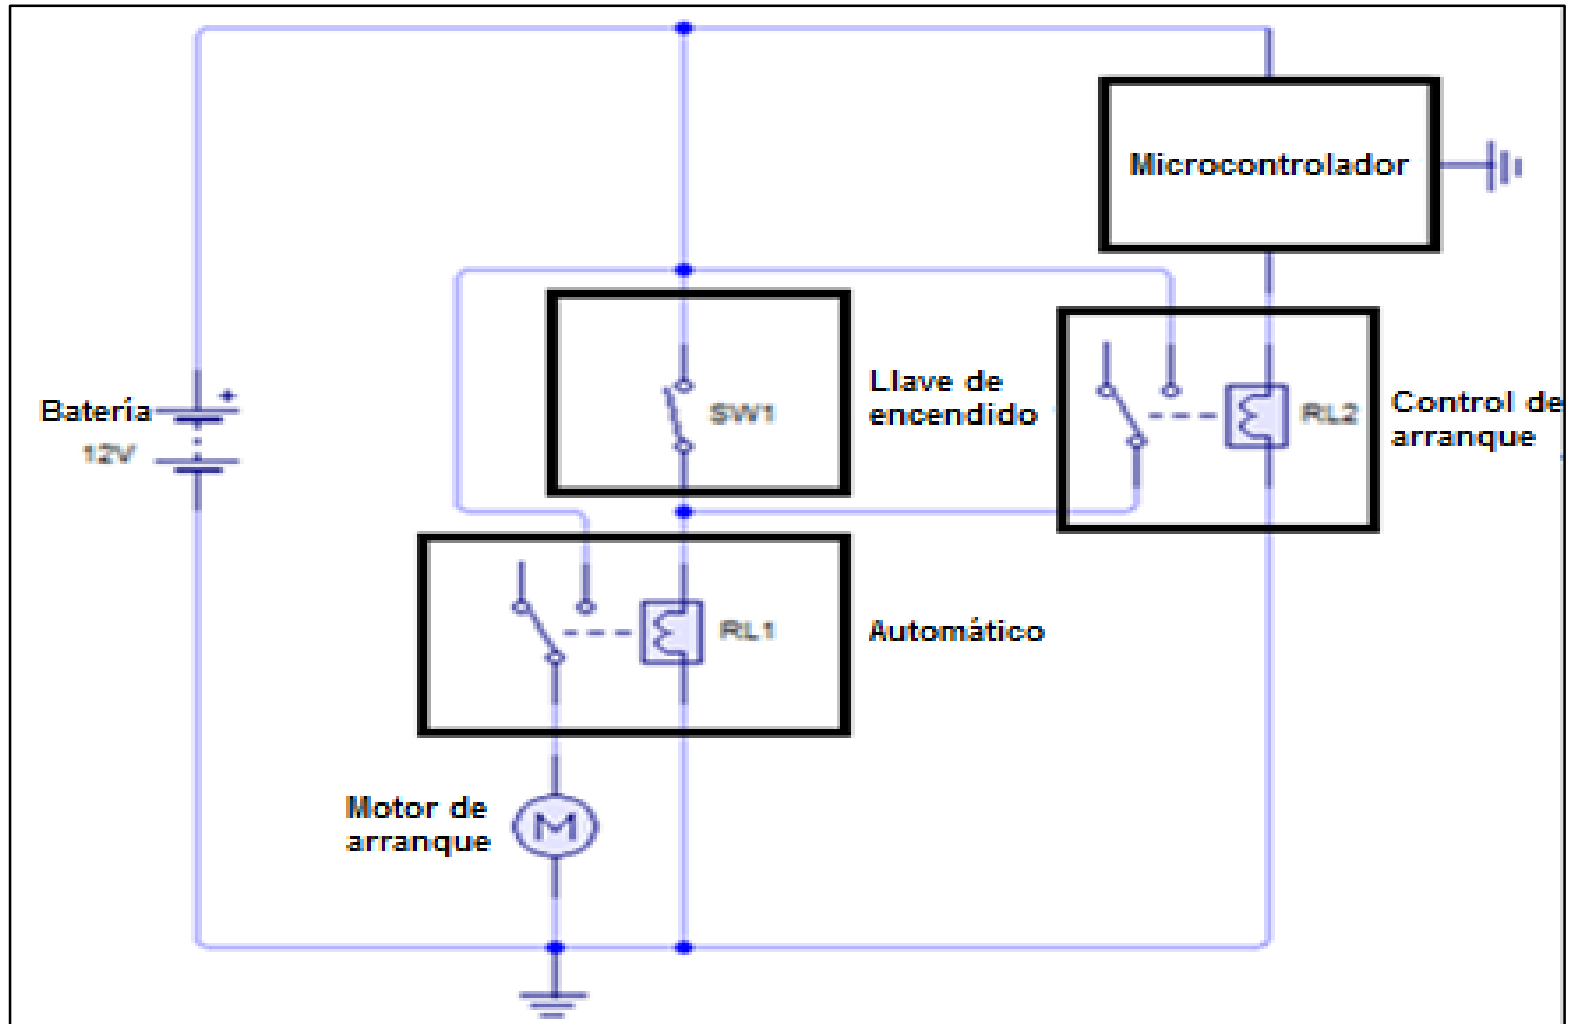 Microcontrolador
Batería
12V
SW1
Llave de
encendido
RL2
Control de
arranque
RL1
Automático
Motor de
arranque
M